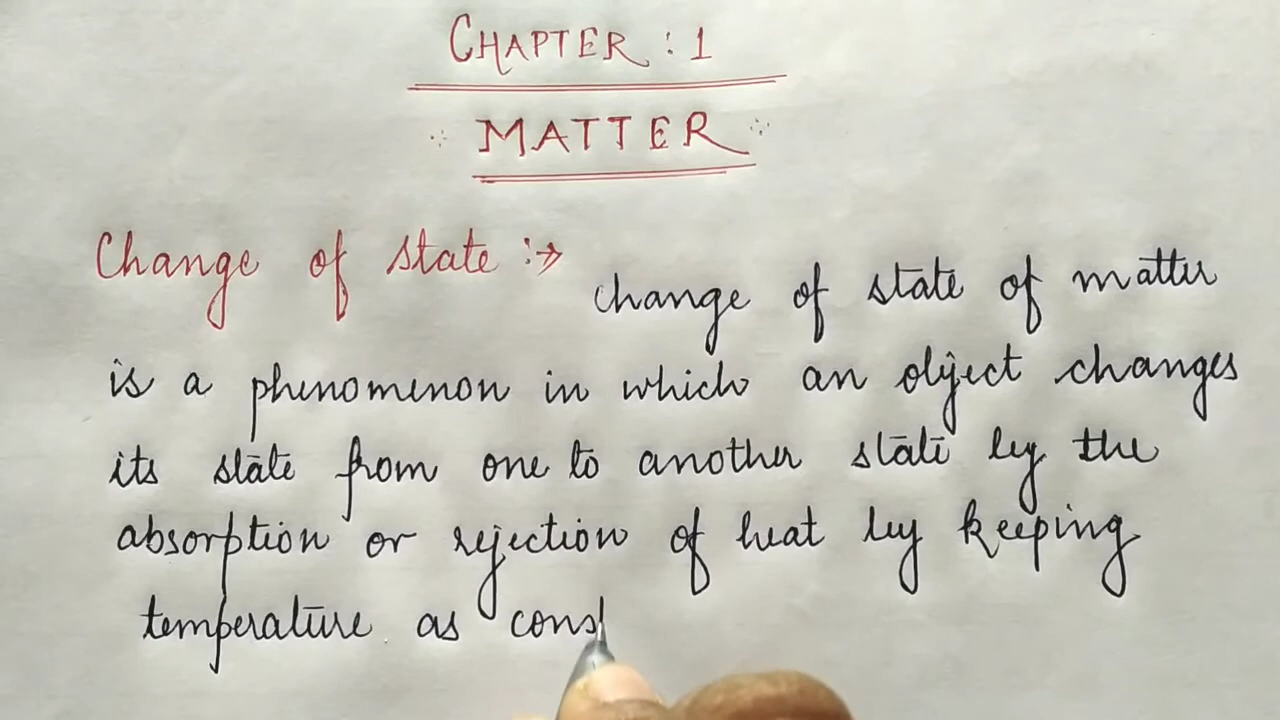 CHAPTER : 1
MATTER
Change of state :→ change of state of matter
is a phenomenon in which an object changes
its state from one to another state by the
absorption or rejection of heat by keeping
temperature as cons